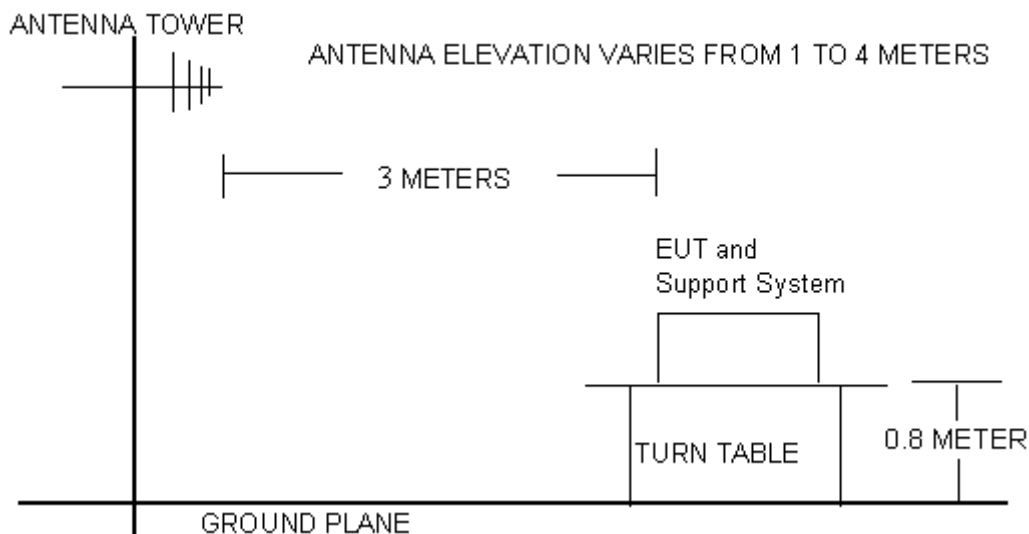 ANTENNA TOWER
ANTENNA ELEVATION VARIES FROM 1 TO 4 METERS
3 METERS
EUT and
Support System
TURN TABLE
0.8 METER
GROUND PLANE